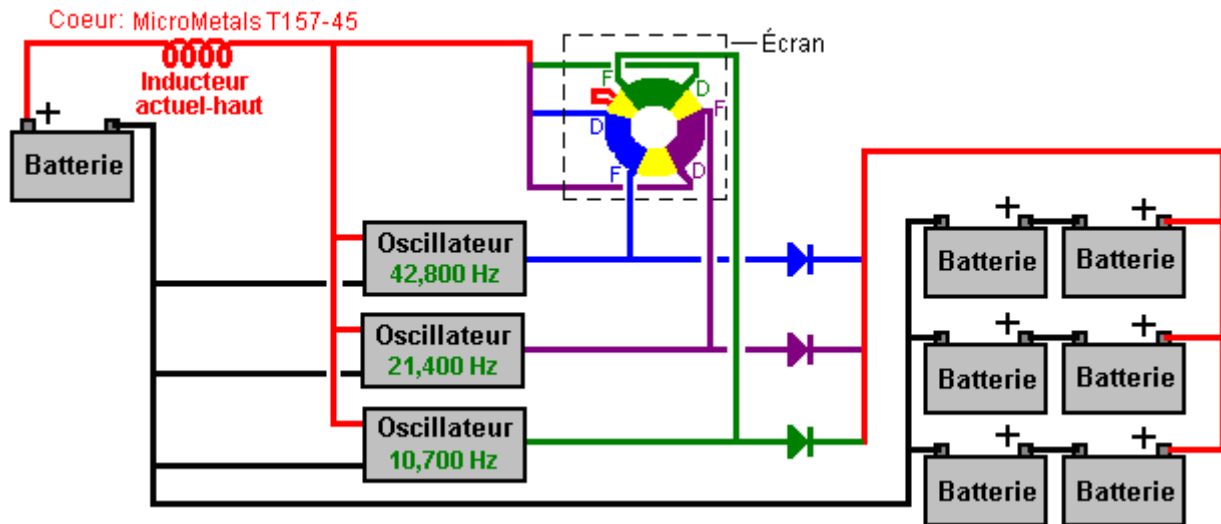 Coeur: MicroMetals T157-45
Écran
Inducteur
actuel-haut
F
D
F
D
D
F
+
Batterie
Oscillateur
42,800 Hz
+
+
Batterie
Batterie
Oscillateur
21,400 Hz
+
+
Batterie
Batterie
Oscillateur
10,700 Hz
+
+
Batterie
Batterie